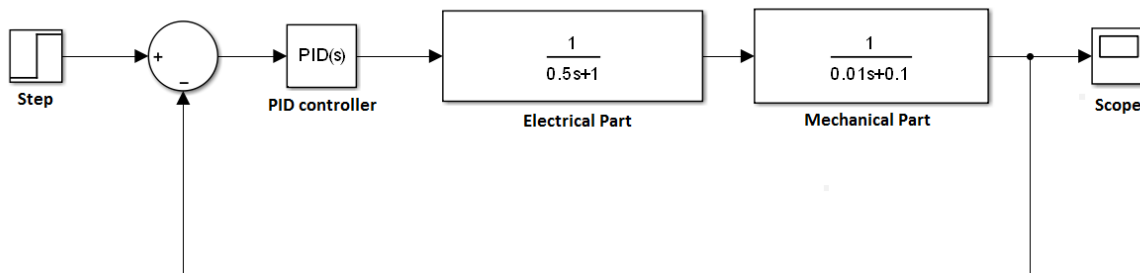 +
−
PID(s)
1
0.5s+1
1
0.01s+0.1
Step
PID controller
Electrical Part
Mechanical Part
Scope